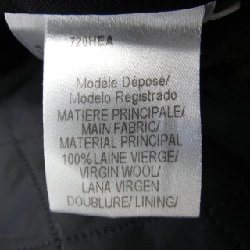 720HEA
Modèle Déposé/
Modelo Registrado
MATIERE PRINCIPALE/
MAIN FABRIC/
MATERIAL PRINCIPAL
100% LAINE VIERGE/
VIRGIN WOOL/
LANA VIRGEN
DOUBLURE/ LINING/